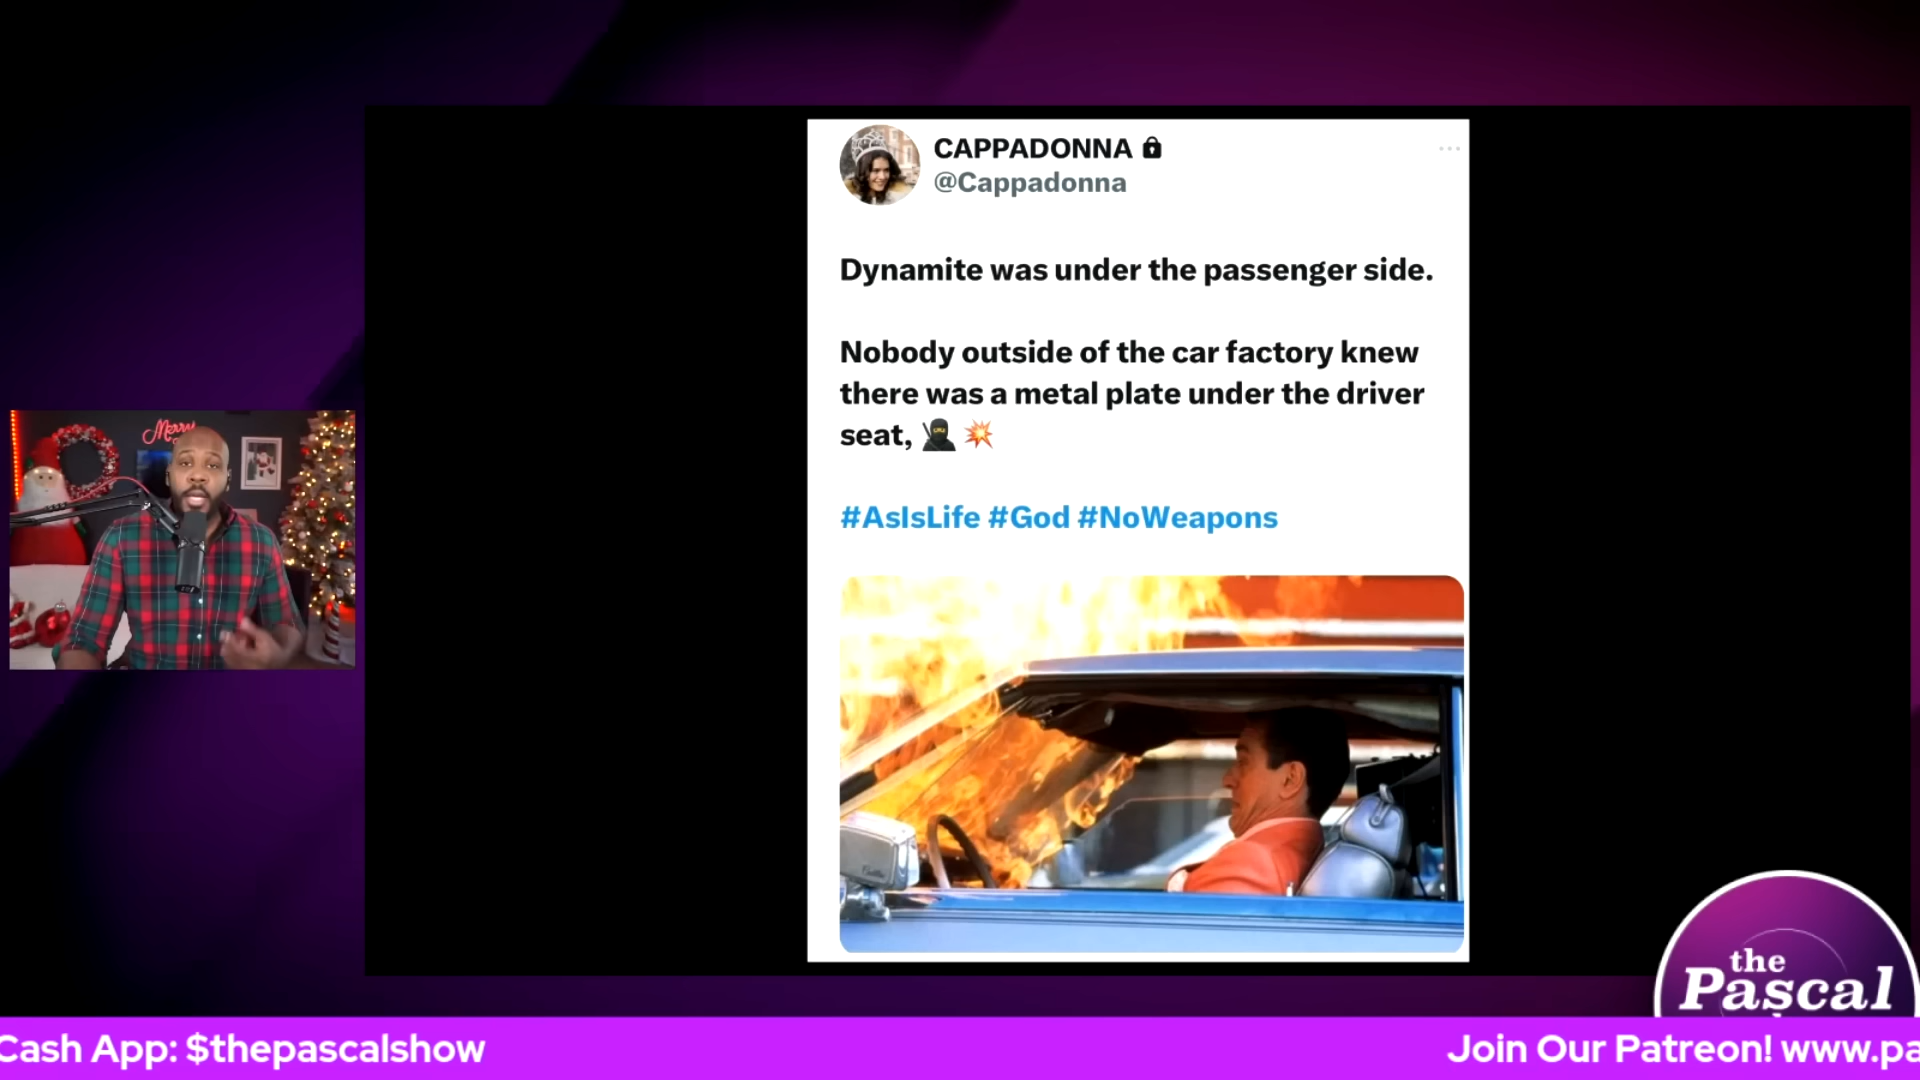 CAPPADONNA
@Cappadonna
Dynamite was under the passenger side.
Nobody outside of the car factory knew
there was a metal plate under the driver
seat,
#AsIsLife #God #NoWeapons
Merry
the
Pascal
Cash App: $thepascalshow
Join Our Patreon! www.pa